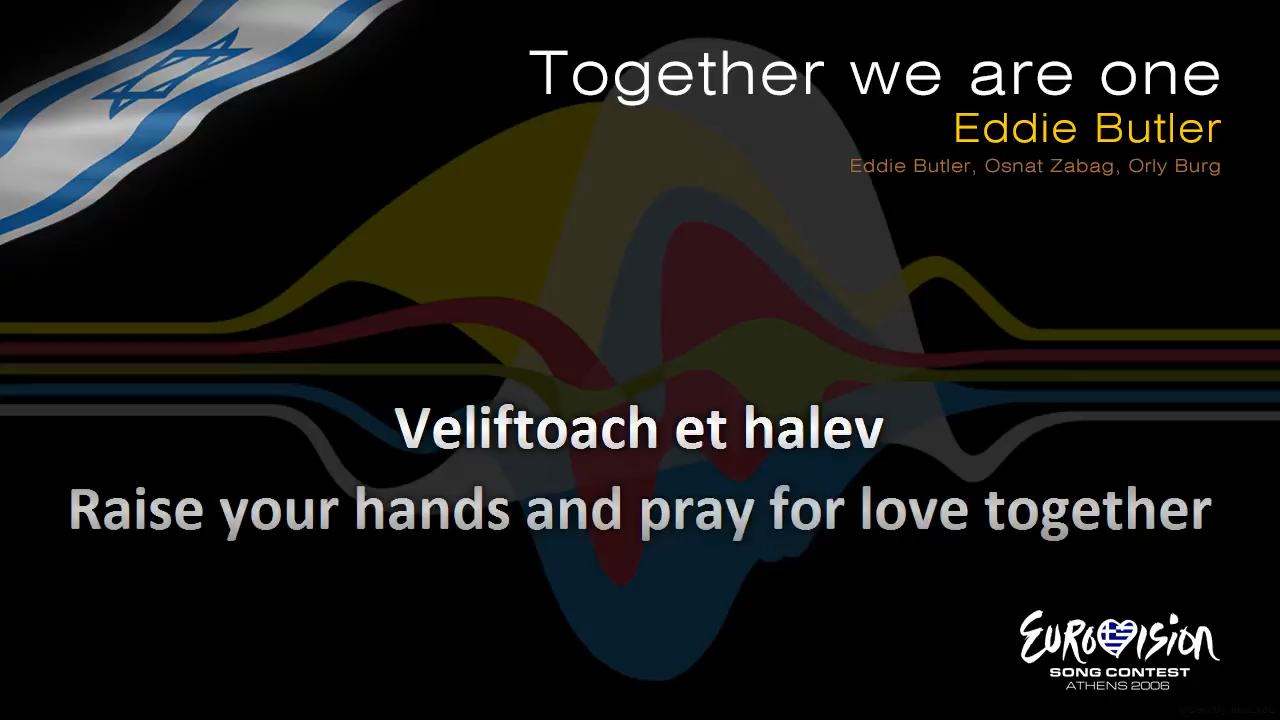 Together we are one
Eddie Butler
Eddie Butler, Osnat Zabag, Orly Burg
Veliftoach et halev
Raise your hands and pray for love together
EUROVISION
SONG CONTEST
ATHENS 2006